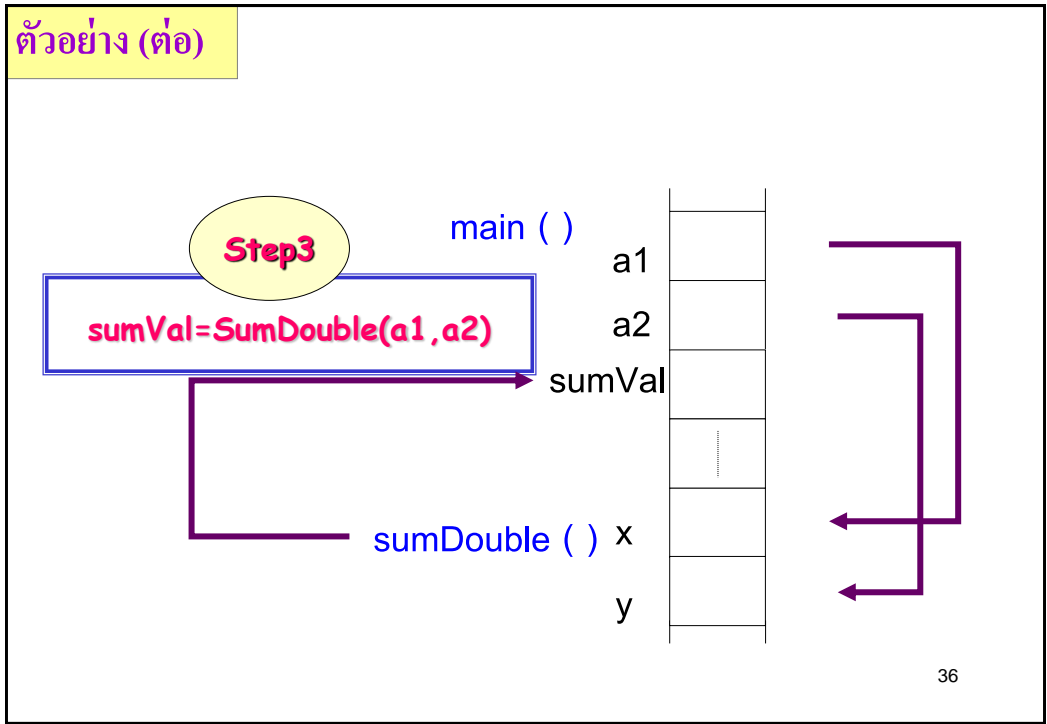 ตัวอย่าง (ต่อ)
Step3
sumVal=SumDouble(a1,a2)
main ( )
a1
a2
sumVal
sumDouble ( )
x
y
36